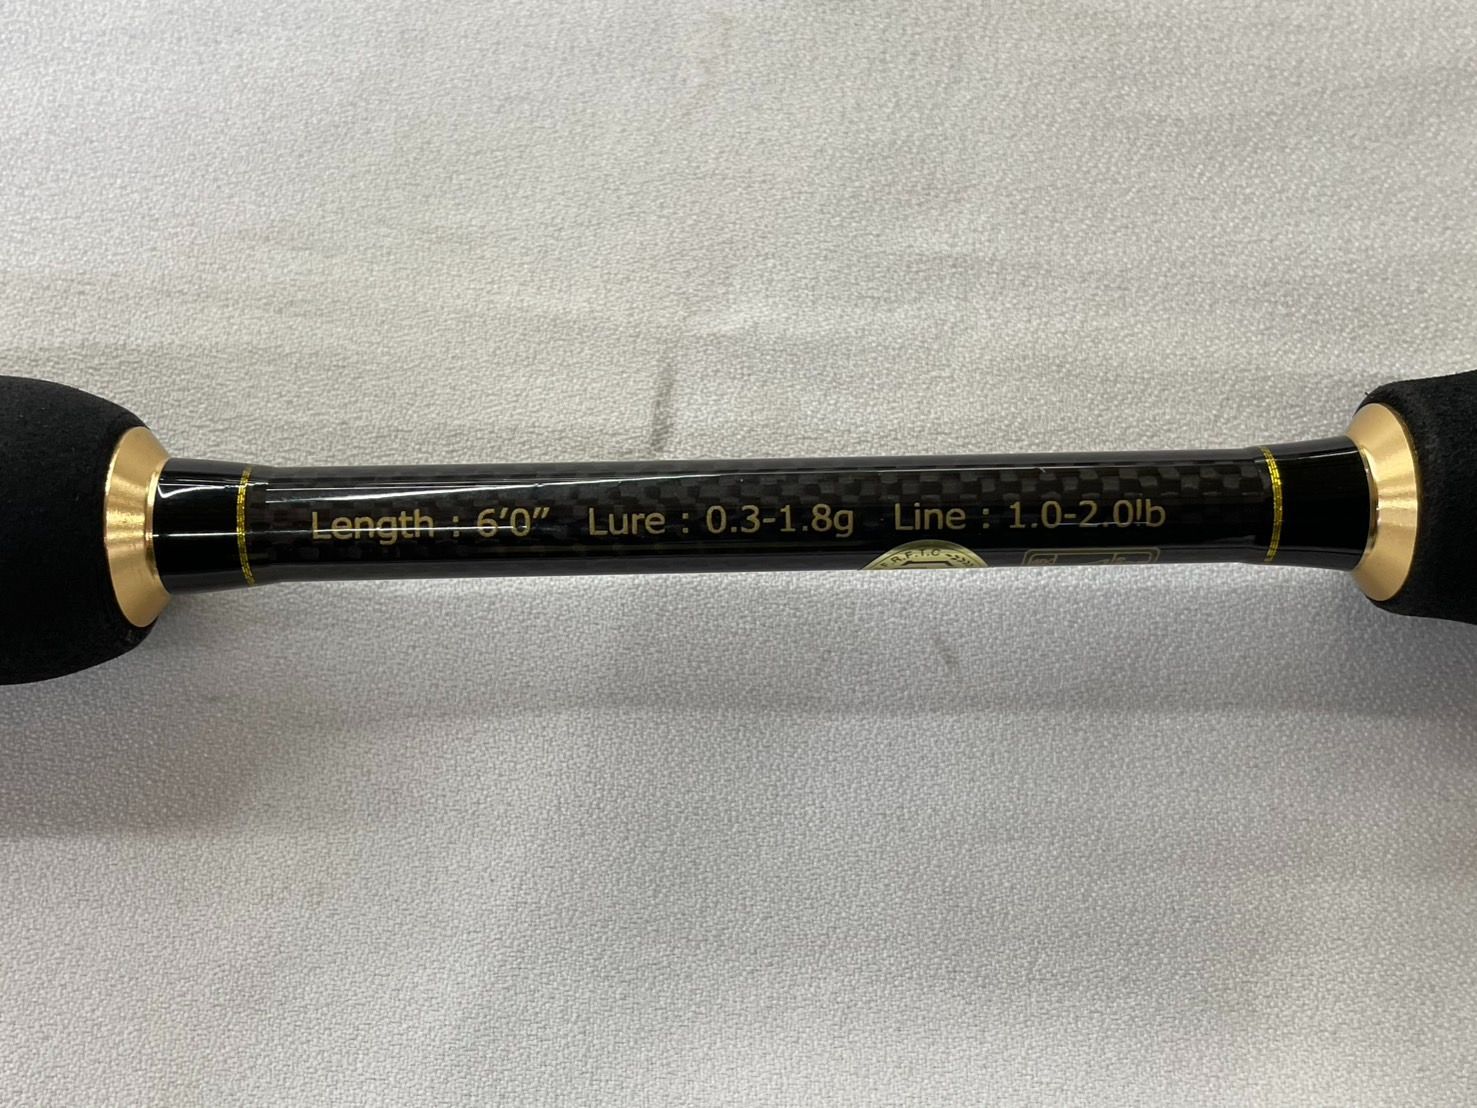 Length : 6'0" Lure : 0.3-1.8g Line : 1.0-2.0lb
R.F.T.C